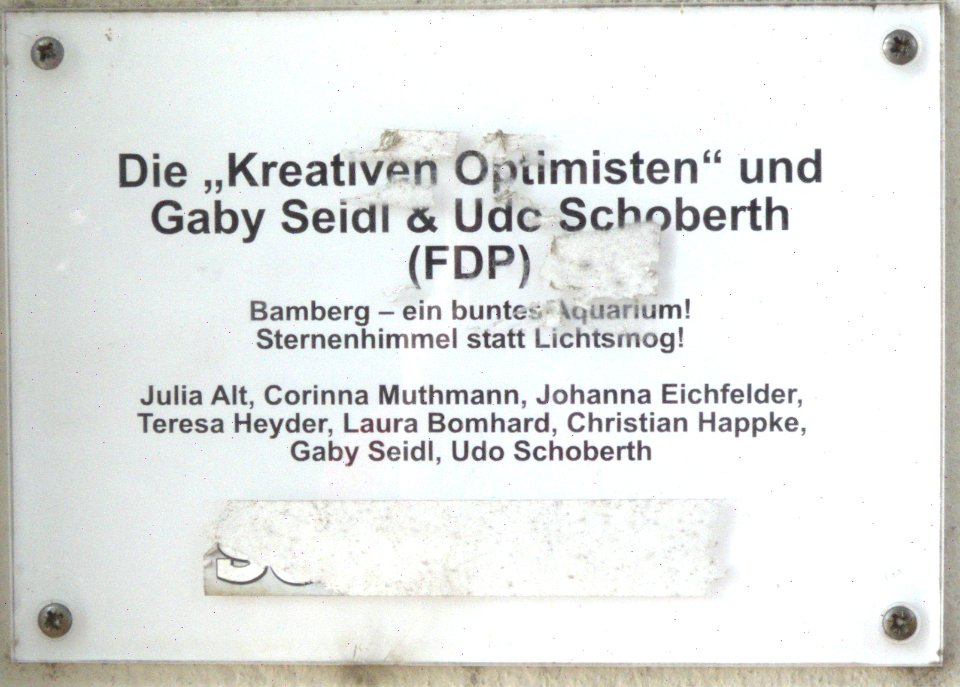 Die „Kreativen Optimisten“ und
Gaby Seidl & Udo Schoberth
(FDP)
Bamberg – ein buntes Aquarium!
Sternenhimmel statt Lichtsmog!
Julia Alt, Corinna Muthmann, Johanna Eichfelder,
Teresa Heyder, Laura Bomhard, Christian Happke,
Gaby Seidl, Udo Schoberth